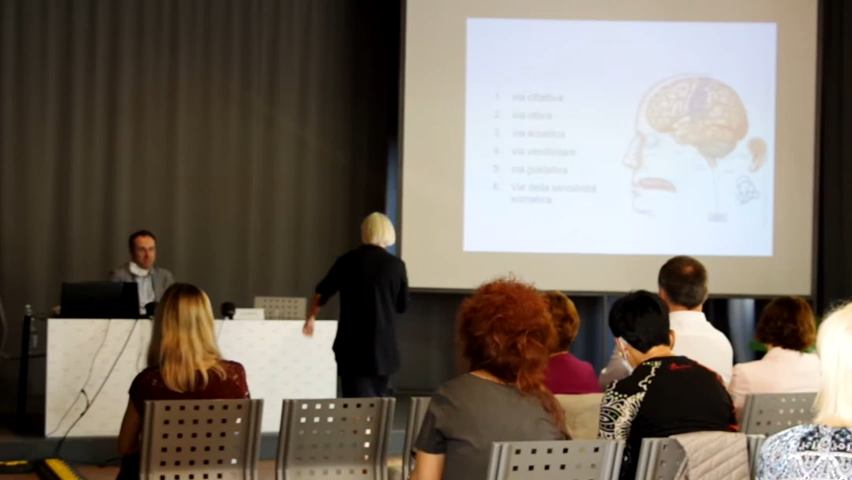 1. via olfattiva
2. via ottica
3. via acustica
4. via vestibolare
5. via gustativa
6. Vie della sensibilità
somatica